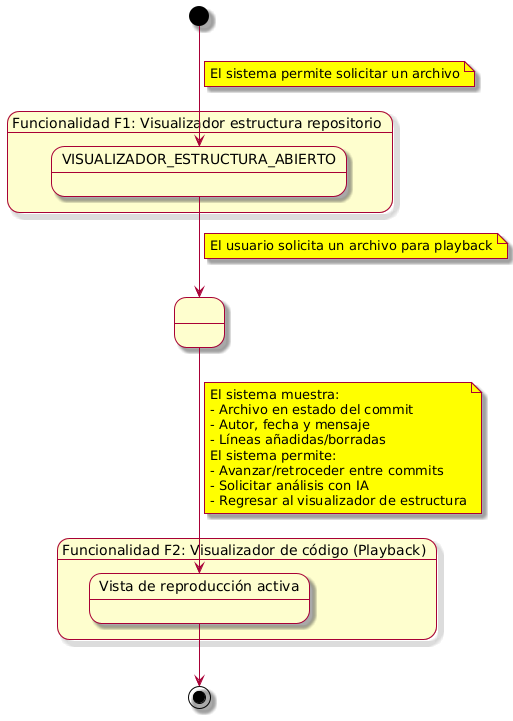 El sistema permite solicitar un archivo
Funcionalidad F1: Visualizador estructura repositorio
VISUALIZADOR_ESTRUCTURA_ABIERTO
El usuario solicita un archivo para playback
El sistema muestra:
- Archivo en estado del commit
- Autor, fecha y mensaje
- Líneas añadidas/borradas
El sistema permite:
- Avanzar/retroceder entre commits
- Solicitar análisis con IA
- Regresar al visualizador de estructura
Funcionalidad F2: Visualizador de código (Playback)
Vista de reproducción activa